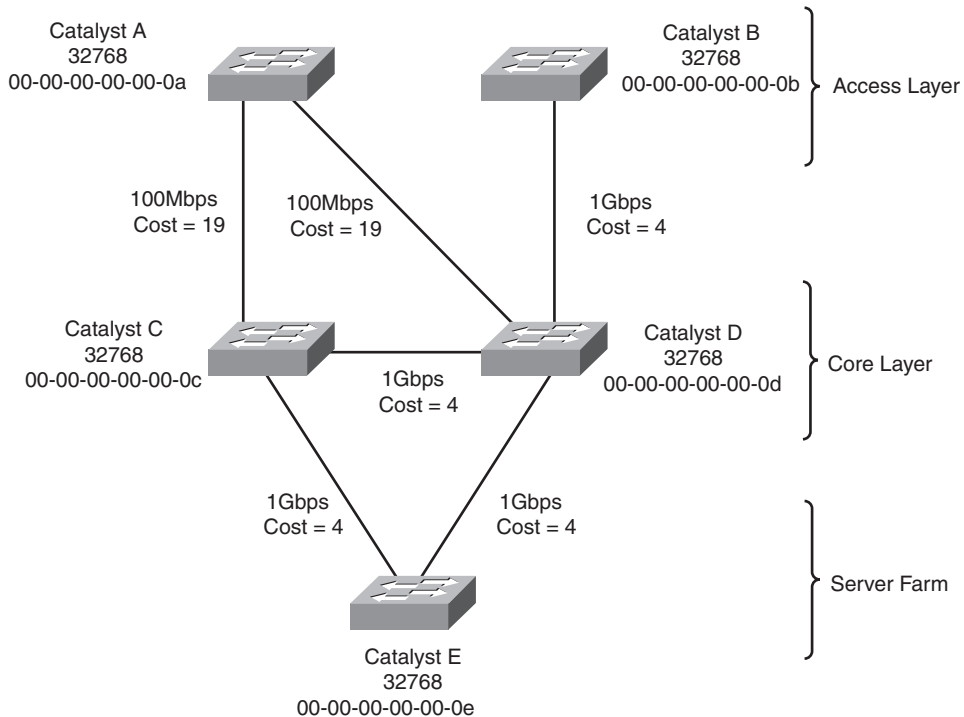 Catalyst A
32768
00-00-00-00-00-0a
Catalyst B
32768
00-00-00-00-00-0b
Access Layer
100Mbps
Cost = 19
100Mbps
Cost = 19
1Gbps
Cost = 4
Catalyst C
32768
00-00-00-00-00-0c
Catalyst D
32768
00-00-00-00-00-0d
Core Layer
1Gbps
Cost = 4
1Gbps
Cost = 4
1Gbps
Cost = 4
Server Farm
Catalyst E
32768
00-00-00-00-00-0e